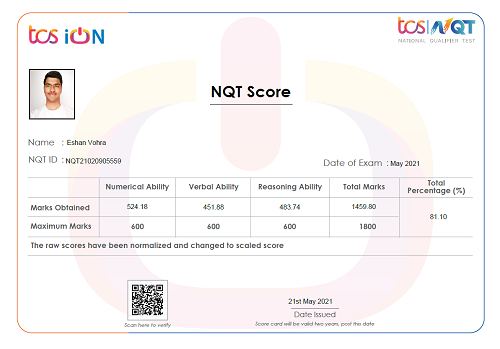 tcs iON
tcs NQT
NATIONAL QUALIFIER TEST
NQT Score
Name : Eshan Vohra
NQT ID : NQT21020905559
Date of Exam : May 2021
Numerical Ability Verbal Ability Reasoning Ability Total Marks Total Percentage (%)
Marks Obtained 524.18 451.88 483.74 1459.80 81.10
Maximum Marks 600 600 600 1800
The raw scores have been normalized and changed to scaled score
Scan here to verify
21st May 2021
Date Issued
Score card will be valid two years, post this date